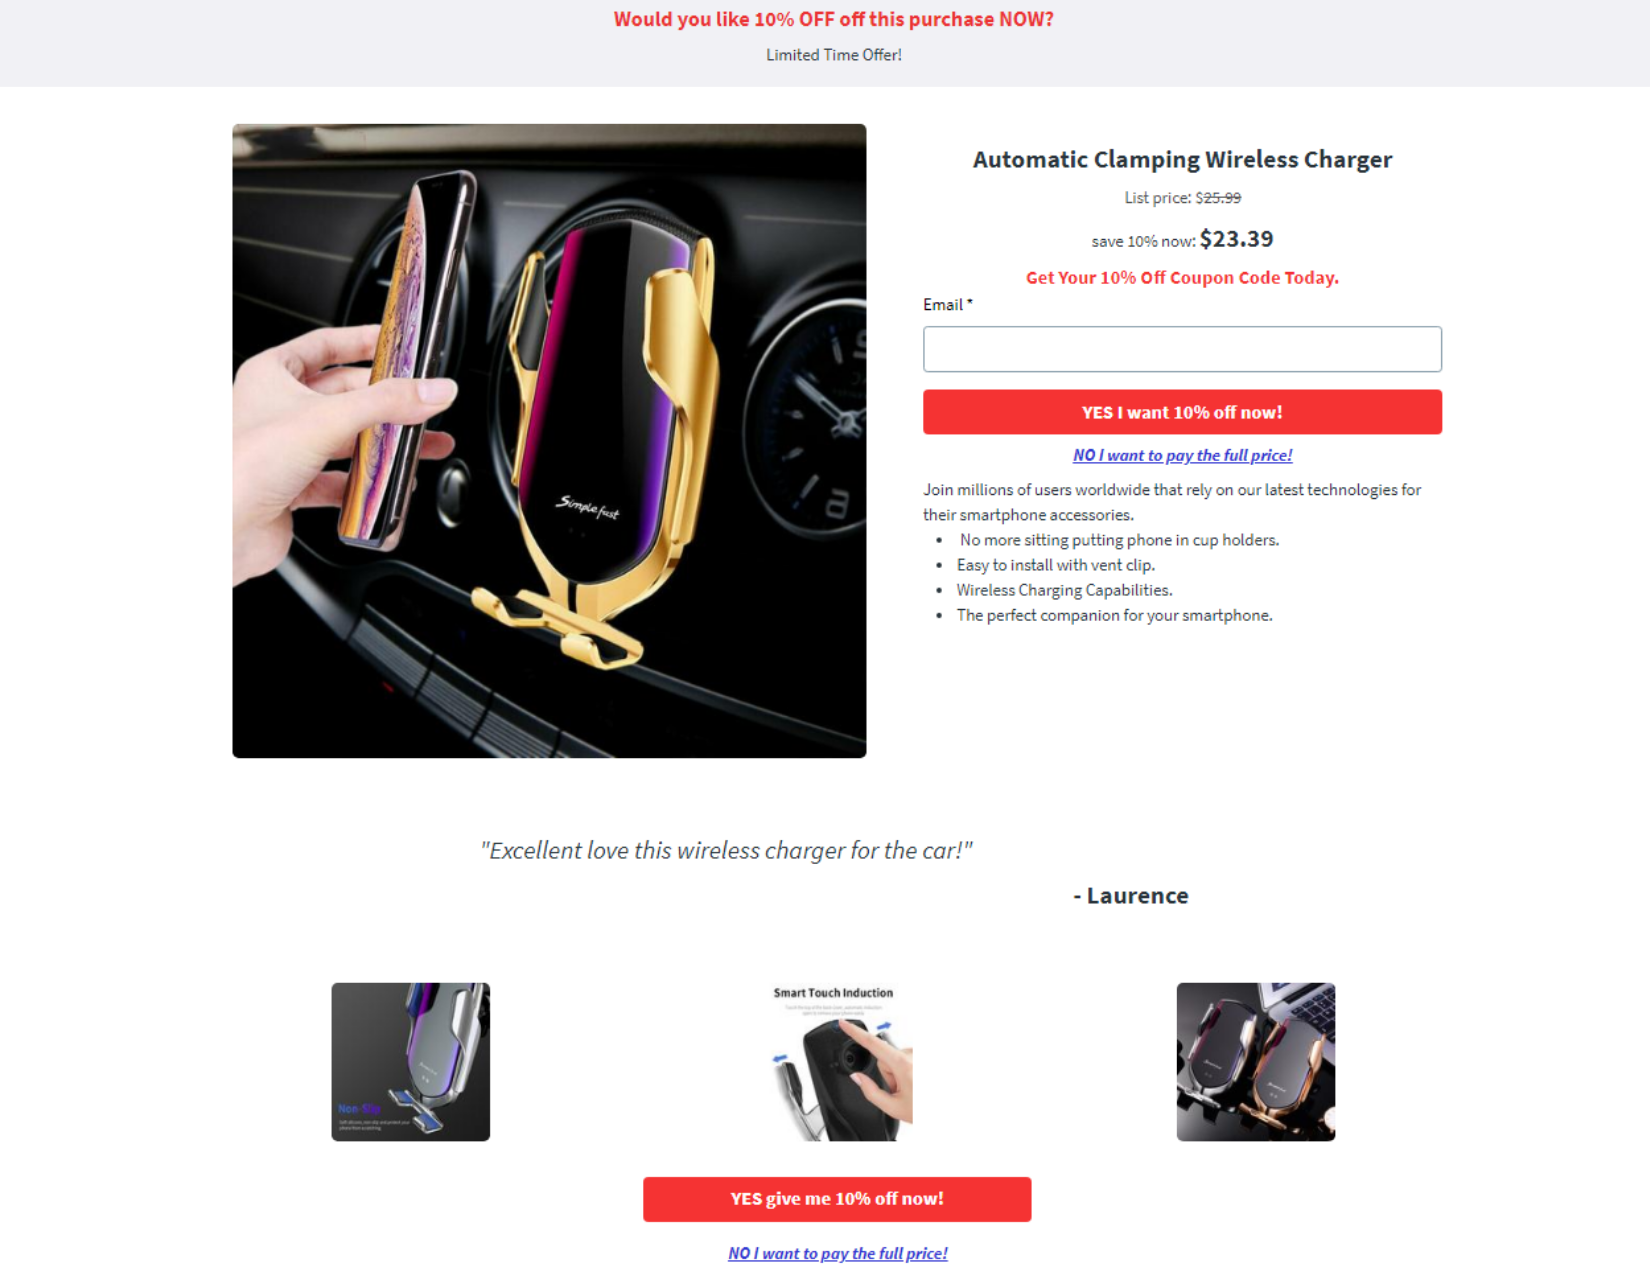 Would you like 10% OFF off this purchase NOW?
Limited Time Offer!
Simple fast
Automatic Clamping Wireless Charger
List price: $25.99
save 10% now: $23.39
Get Your 10% Off Coupon Code Today.
Email *
YES I want 10% off now!
NO I want to pay the full price!
Join millions of users worldwide that rely on our latest technologies for
their smartphone accessories.
• No more sitting putting phone in cup holders.
• Easy to install with vent clip.
• Wireless Charging Capabilities.
• The perfect companion for your smartphone.
"Excellent love this wireless charger for the car!"
- Laurence
Non-Slip
Smart Touch Induction
YES give me 10% off now!
NO I want to pay the full price!